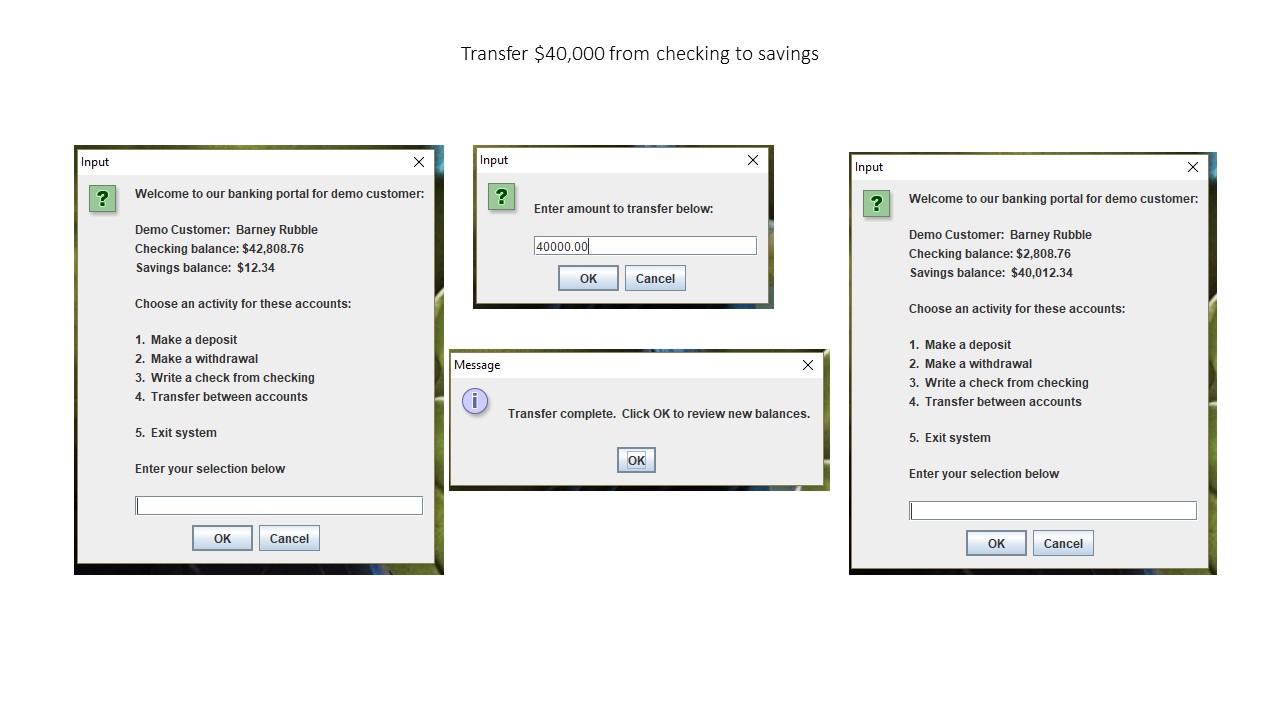 Transfer $40,000 from checking to savings
Input
?
Welcome to our banking portal for demo customer:
Demo Customer:  Barney Rubble
Checking balance: $42,808.76
Savings balance:  $12.34
Choose an activity for these accounts:
1.  Make a deposit
2.  Make a withdrawal
3.  Write a check from checking
4.  Transfer between accounts
5.  Exit system
Enter your selection below
OK
Cancel
Input
?
Enter amount to transfer below:
40000.00
OK
Cancel
Message
i
Transfer complete.  Click OK to review new balances.
OK
Input
?
Welcome to our banking portal for demo customer:
Demo Customer:  Barney Rubble
Checking balance: $2,808.76
Savings balance:  $40,012.34
Choose an activity for these accounts:
1.  Make a deposit
2.  Make a withdrawal
3.  Write a check from checking
4.  Transfer between accounts
5.  Exit system
Enter your selection below
OK
Cancel